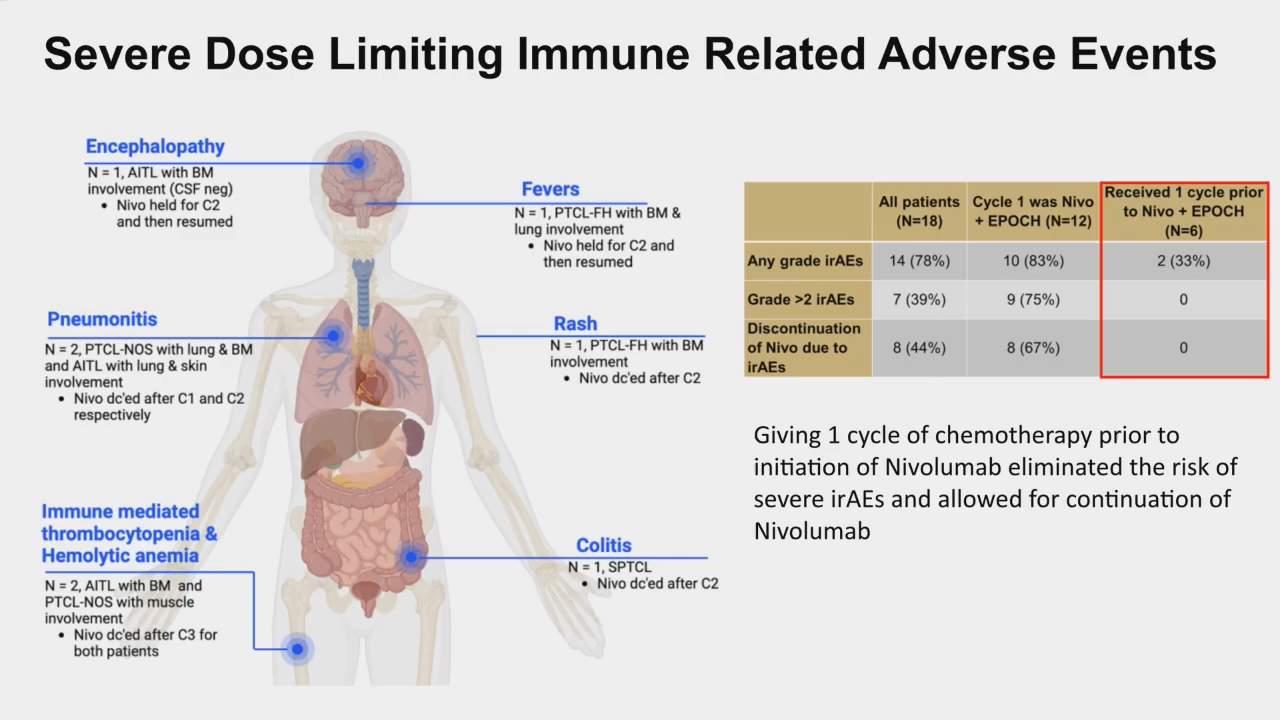 Severe Dose Limiting Immune Related Adverse Events
Encephalopathy
N = 1, AITL with BM
involvement (CSF neg)
• Nivo held for C2
and then resumed
Fevers
N = 1, PTCL-FH with BM &
lung involvement
• Nivo held for C2 and
then resumed
Pneumonitis
N = 2, PTCL-NOS with lung & BM
and AITL with lung & skin
involvement
• Nivo dc'ed after C1 and C2
respectively
Rash
N = 1, PTCL-FH with BM
involvement
• Nivo dc'ed after C2
Immune mediated
thrombocytopenia &
Hemolytic anemia
N = 2, AITL with BM and
PTCL-NOS with muscle
involvement
• Nivo dc'ed after C3 for
both patients
Colitis
N = 1, SPTCL
• Nivo dc'ed after C2
All patients
(N=18)
Cycle 1 was Nivo
+ EPOCH (N=12)
Received 1 cycle prior
to Nivo + EPOCH
(N=6)
Any grade irAEs 14 (78%) 10 (83%) 2 (33%)
Grade >2 irAEs 7 (39%) 9 (75%) 0
Discontinuation
of Nivo due to
irAEs
8 (44%) 8 (67%) 0
Giving 1 cycle of chemotherapy prior to
initiation of Nivolumab eliminated the risk of
severe irAEs and allowed for continuation of
Nivolumab